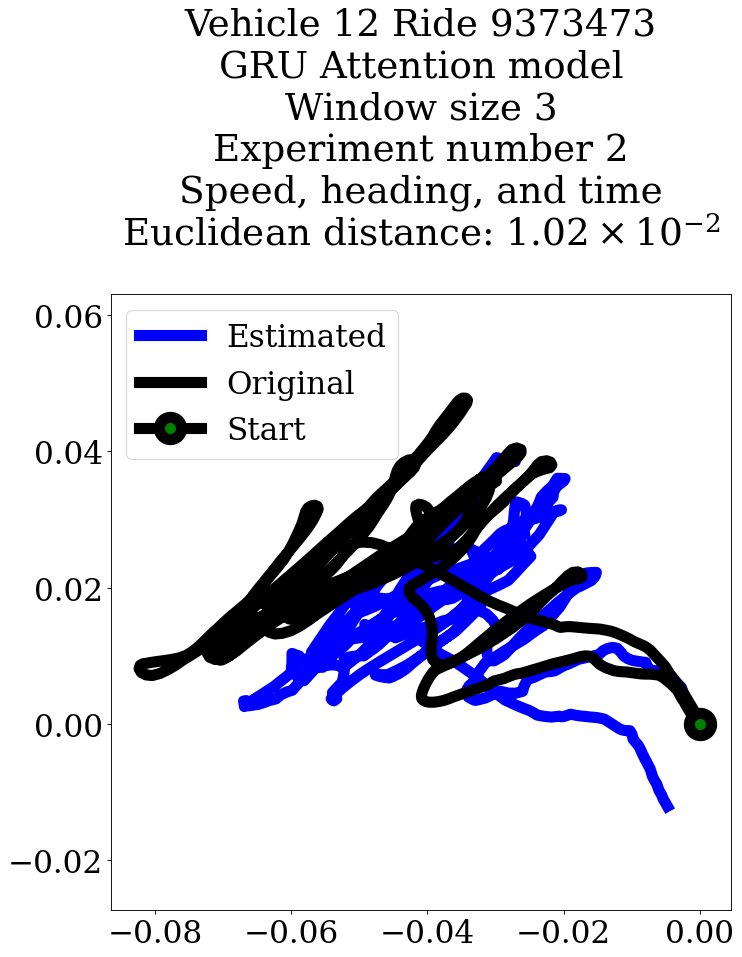 Vehicle 12 Ride 9373473
GRU Attention model
Window size 3
Experiment number 2
Speed, heading, and time
Euclidean distance: 1.02 × 10⁻²
0.06
0.04
0.02
0.00
−0.02
Estimated
Original
Start
−0.08
−0.06
−0.04
−0.02
0.00